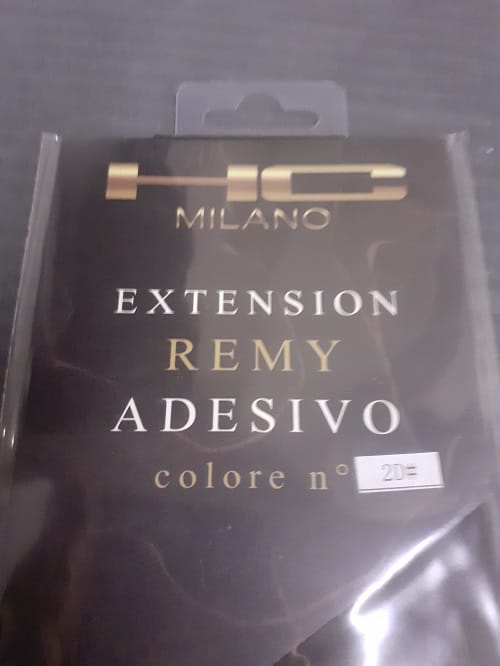 HC
MILANO
EXTENSION
REMY
ADESIVO
colore n° 2D=